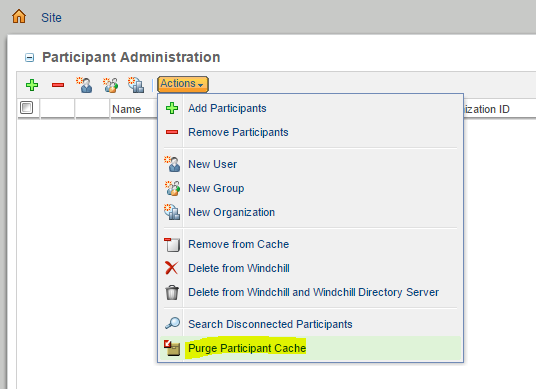 Site
Participant Administration
Actions
Name
ization ID
Add Participants
Remove Participants
New User
New Group
New Organization
Remove from Cache
Delete from Windchill
Delete from Windchill and Windchill Directory Server
Search Disconnected Participants
Purge Participant Cache